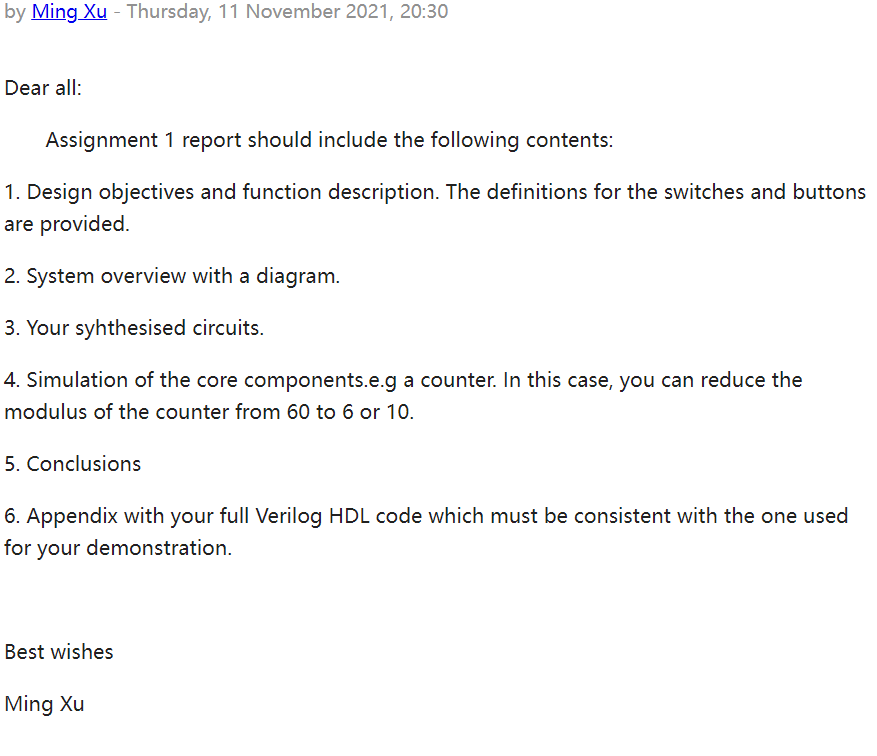 by Ming Xu - Thursday, 11 November 2021, 20:30
Dear all:
Assignment 1 report should include the following contents:
1. Design objectives and function description. The definitions for the switches and buttons
are provided.
2. System overview with a diagram.
3. Your syhthesised circuits.
4. Simulation of the core components.e.g a counter. In this case, you can reduce the
modulus of the counter from 60 to 6 or 10.
5. Conclusions
6. Appendix with your full Verilog HDL code which must be consistent with the one used
for your demonstration.
Best wishes
Ming Xu